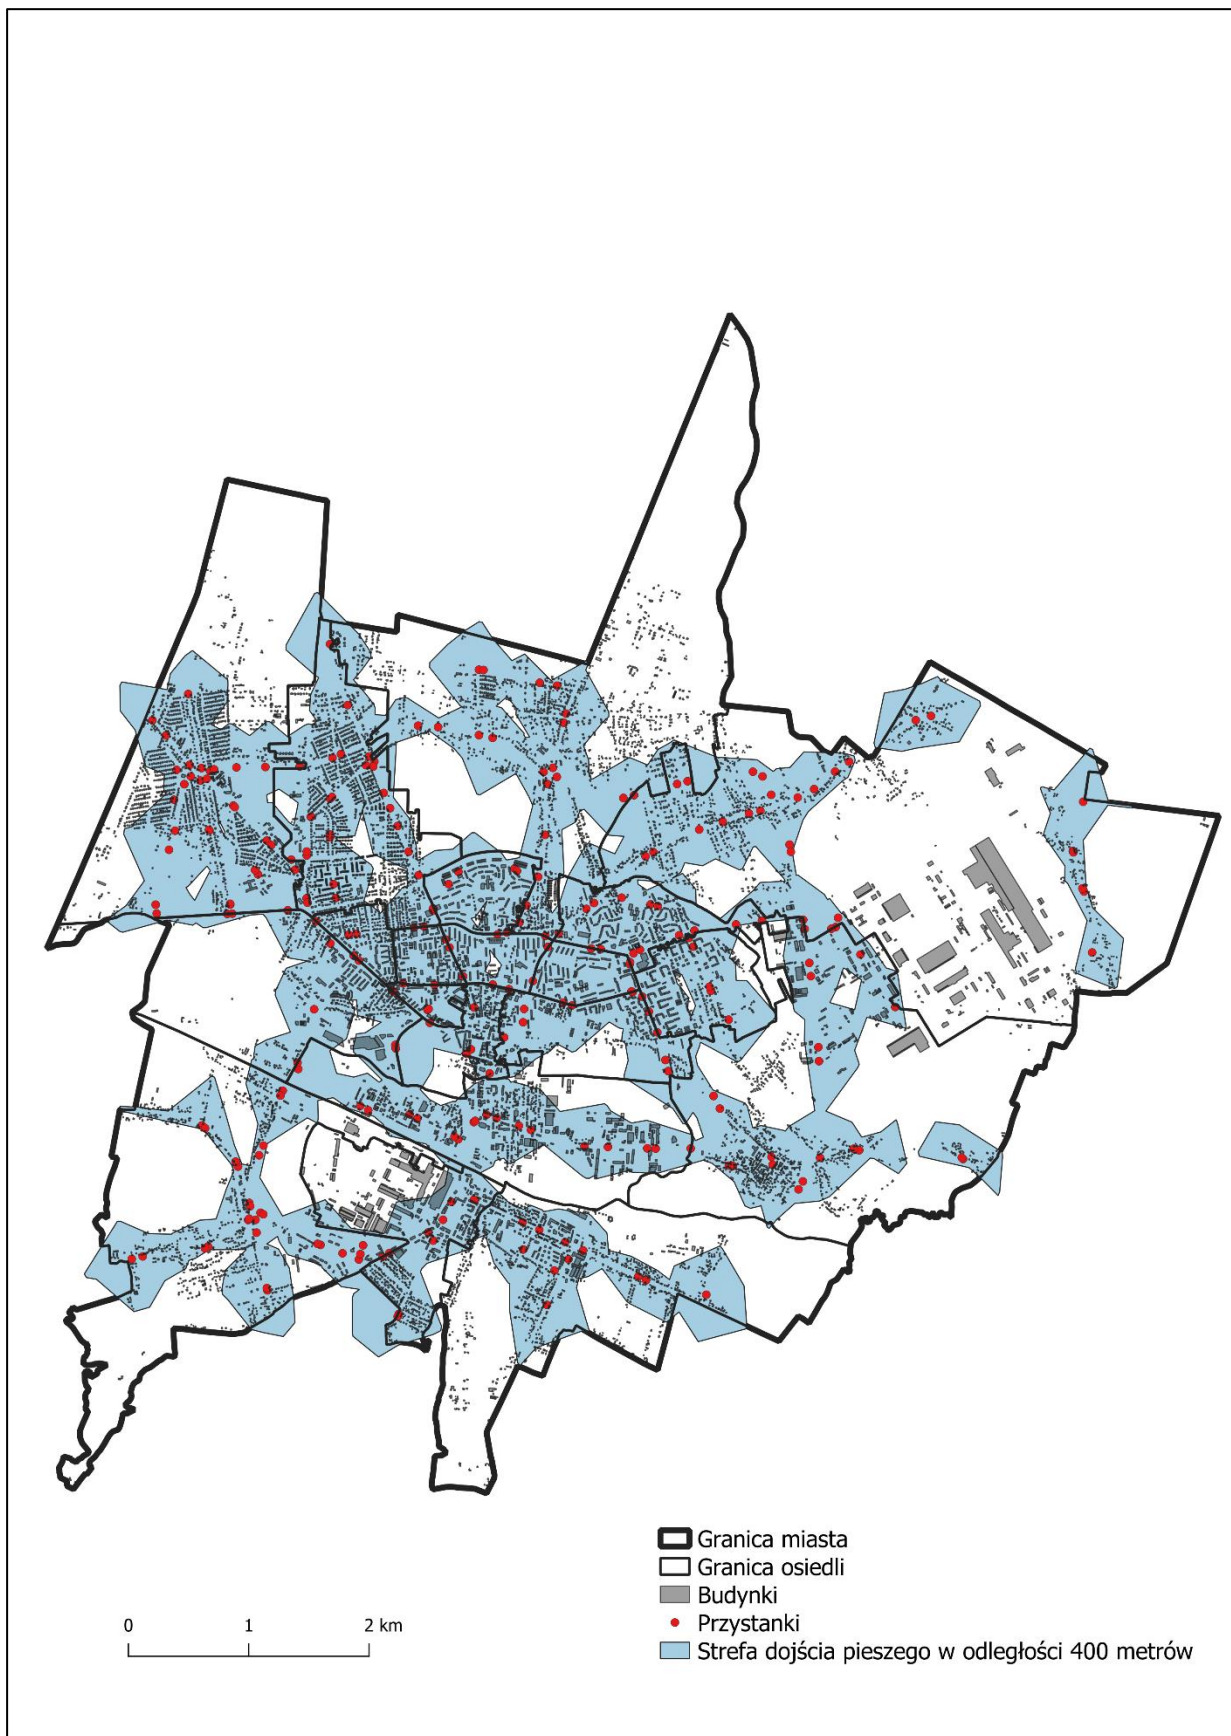 Granica miasta
Granica osiedli
Budynki
Przystanki
Strefa dojścia pieszego w odległości 400 metrów
0 1 2 km